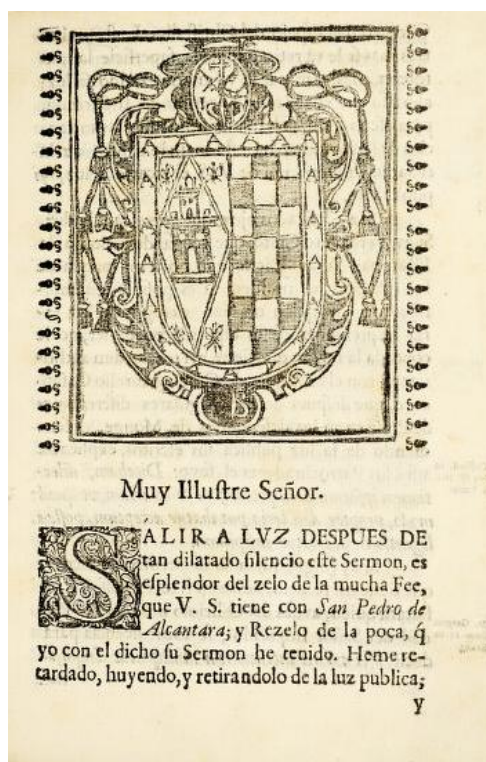 Muy Illuſtre Señor.
SALIR A LVZ DESPUES DE
tan dilatado ſilencio eſte Sermon, es
eſplendor del zelo de la mucha Fee,
que V. S. tiene con San Pedro de
Alcantara; y Rezelo de la poca, q̃
yo con el dicho ſu Sermon he tenido. Heme re-
tardado, huyendo, y retirandolo de la luz publica;
y